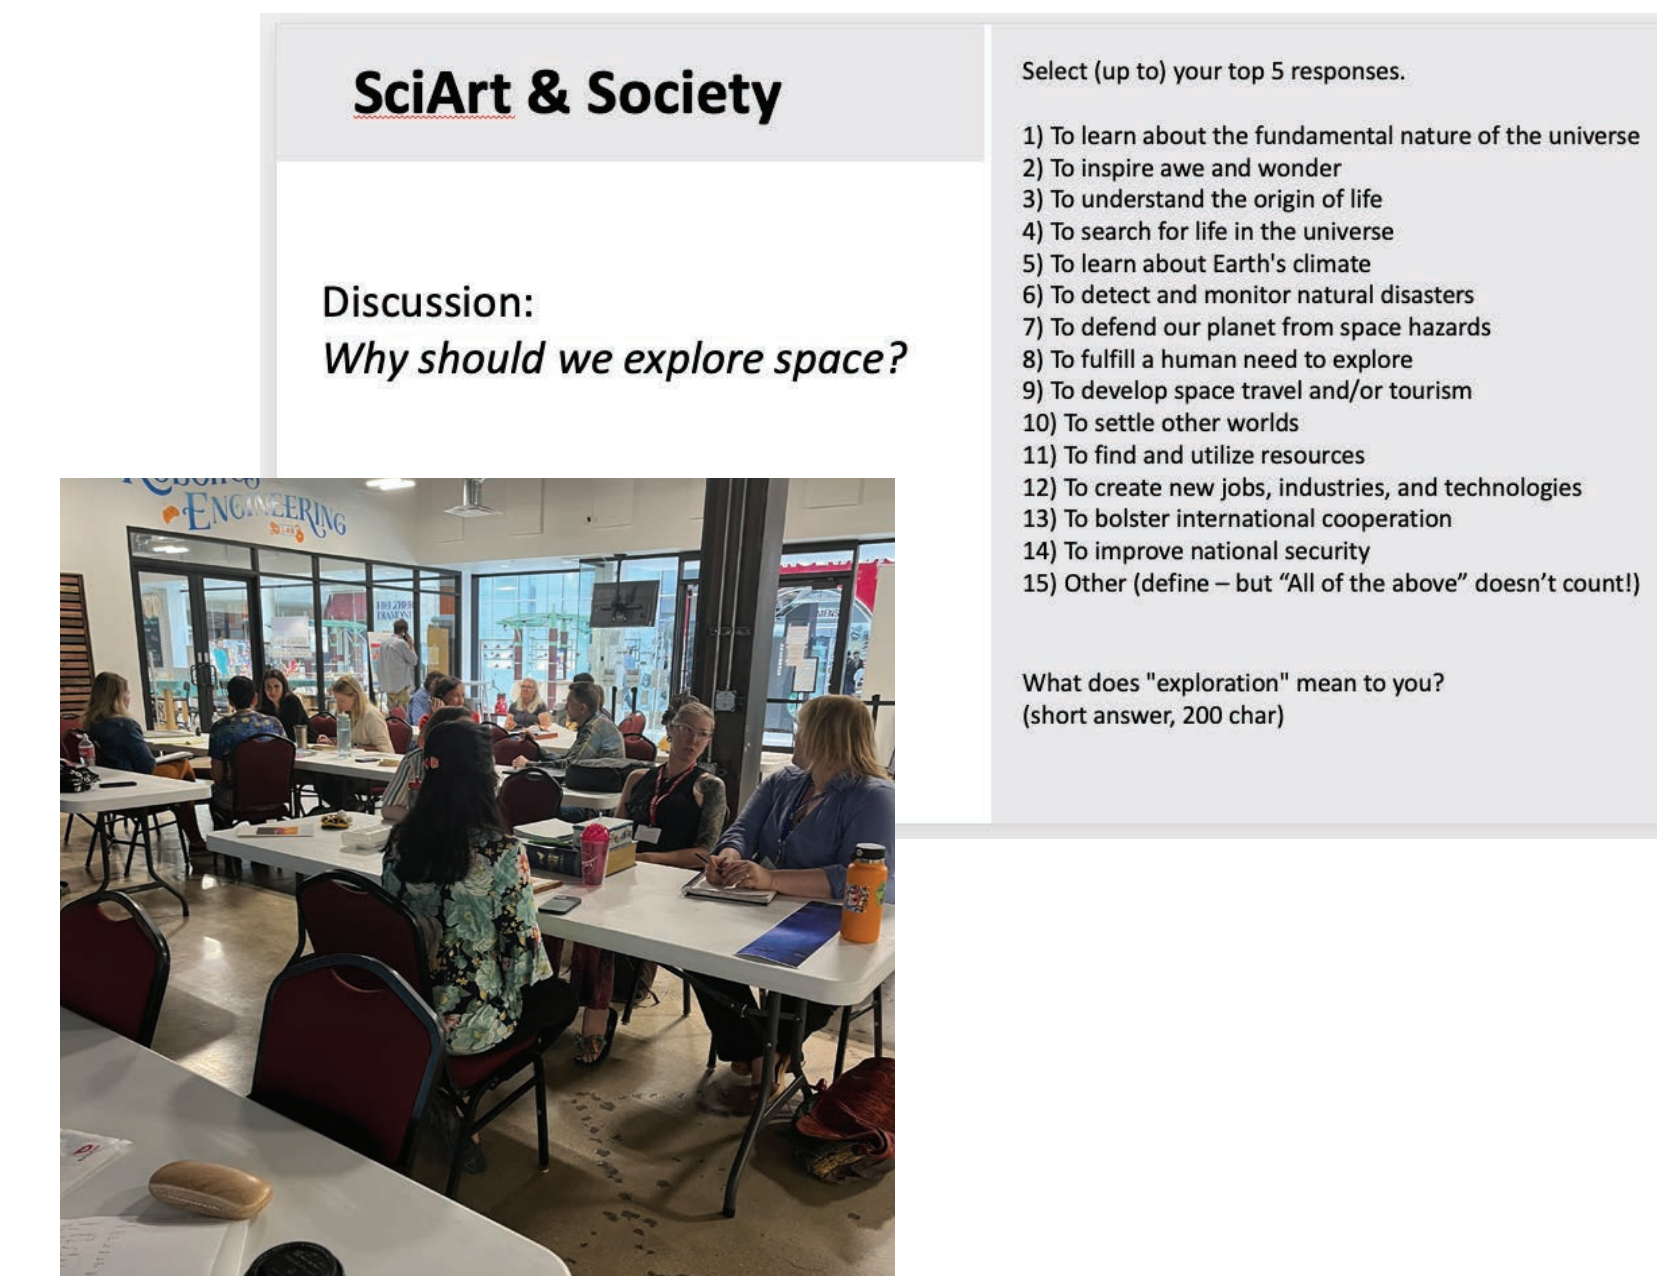 SciArt & Society
Discussion:
Why should we explore space?
Select (up to) your top 5 responses.
1) To learn about the fundamental nature of the universe
2) To inspire awe and wonder
3) To understand the origin of life
4) To search for life in the universe
5) To learn about Earth's climate
6) To detect and monitor natural disasters
7) To defend our planet from space hazards
8) To fulfill a human need to explore
9) To develop space travel and/or tourism
10) To settle other worlds
11) To find and utilize resources
12) To create new jobs, industries, and technologies
13) To bolster international cooperation
14) To improve national security
15) Other (define – but “All of the above” doesn’t count!)
What does "exploration" mean to you?
(short answer, 200 char)
ENGINEERING
LAB